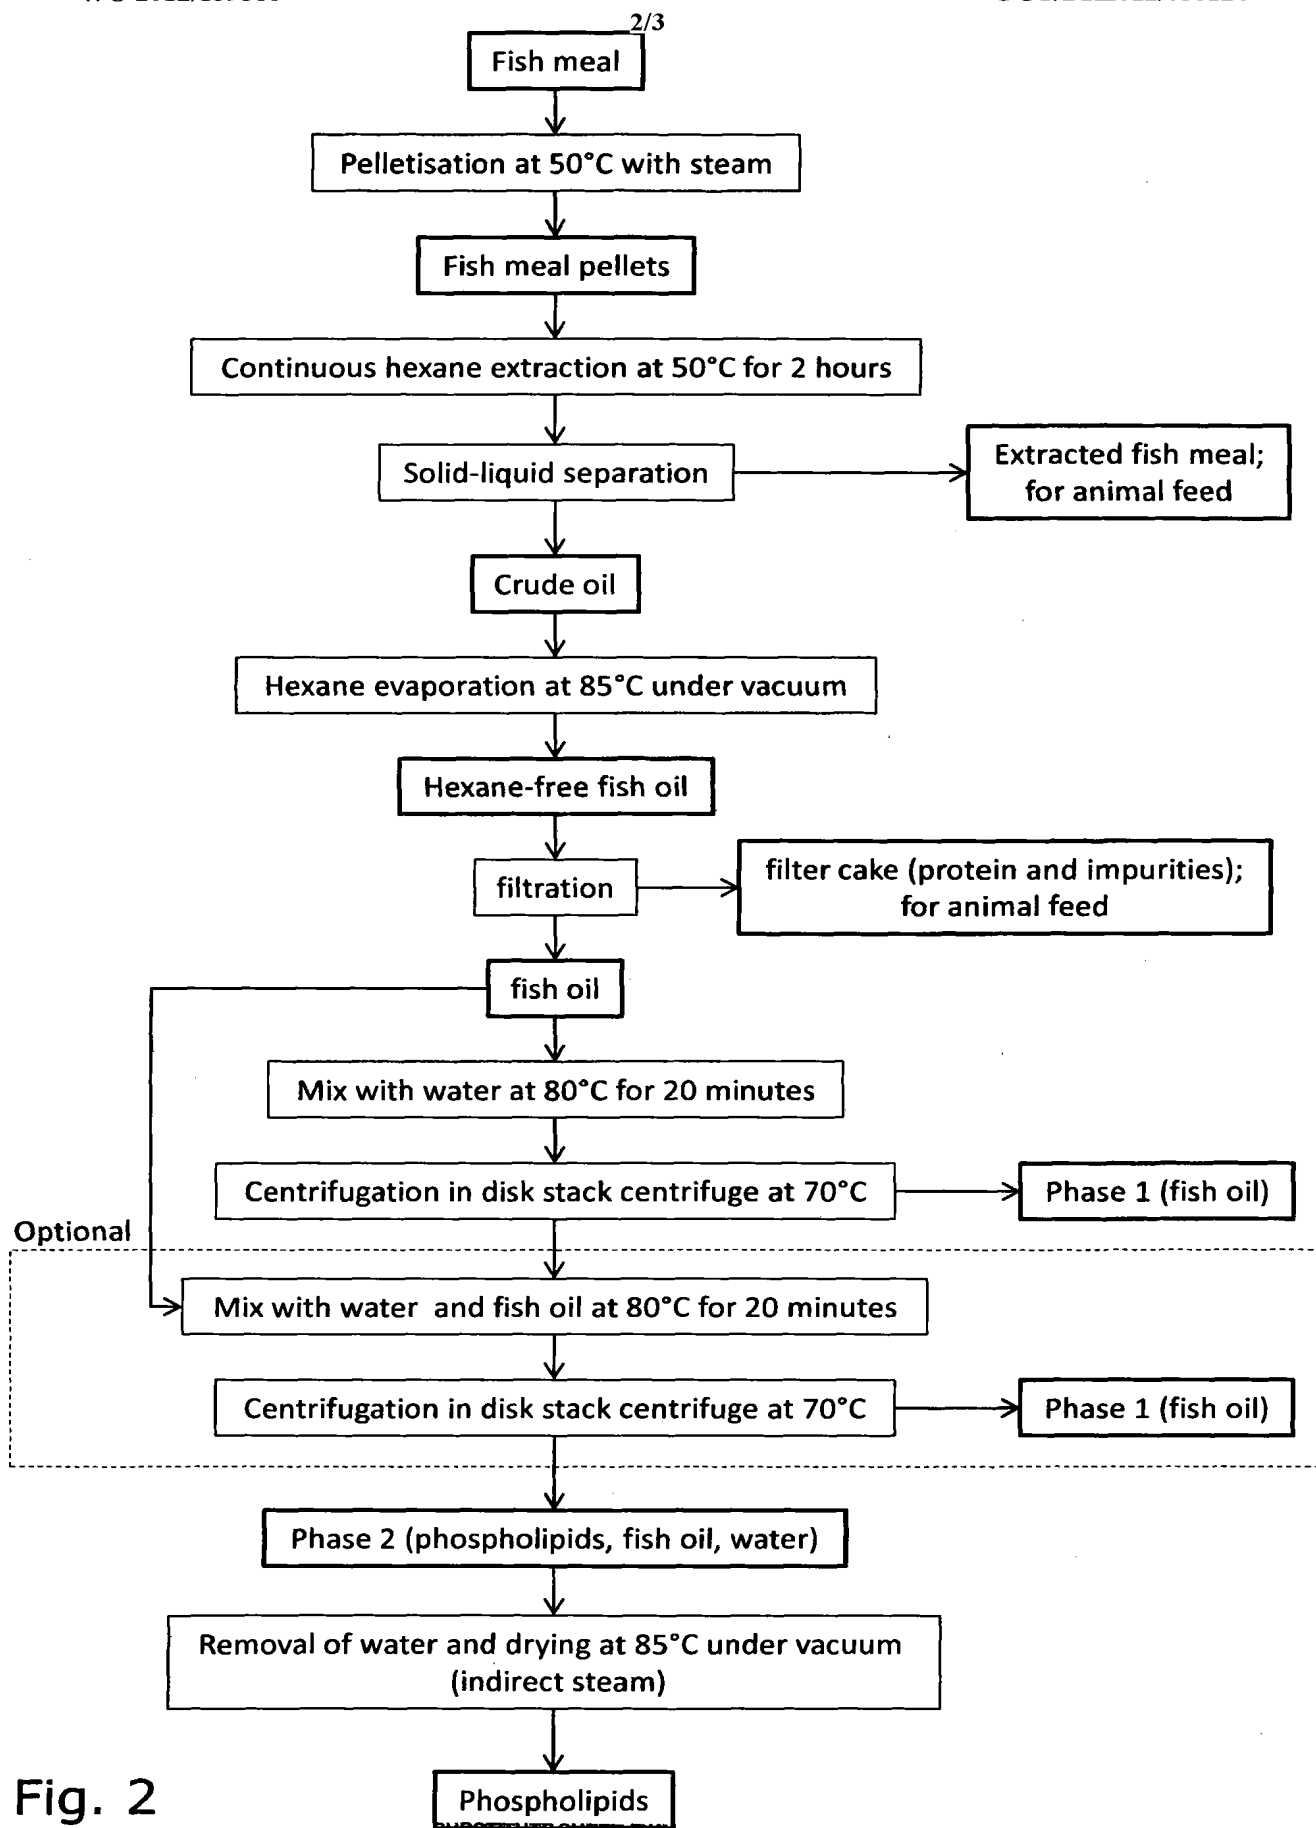 2/3
Fish meal
Pelletisation at 50°C with steam
Fish meal pellets
Continuous hexane extraction at 50°C for 2 hours
Solid-liquid separation
Extracted fish meal;
for animal feed
Crude oil
Hexane evaporation at 85°C under vacuum
Hexane-free fish oil
filtration
filter cake (protein and impurities);
for animal feed
fish oil
Mix with water at 80°C for 20 minutes
Centrifugation in disk stack centrifuge at 70°C
Phase 1 (fish oil)
Optional
Mix with water and fish oil at 80°C for 20 minutes
Centrifugation in disk stack centrifuge at 70°C
Phase 1 (fish oil)
Phase 2 (phospholipids, fish oil, water)
Removal of water and drying at 85°C under vacuum
(indirect steam)
Phospholipids
Fig. 2